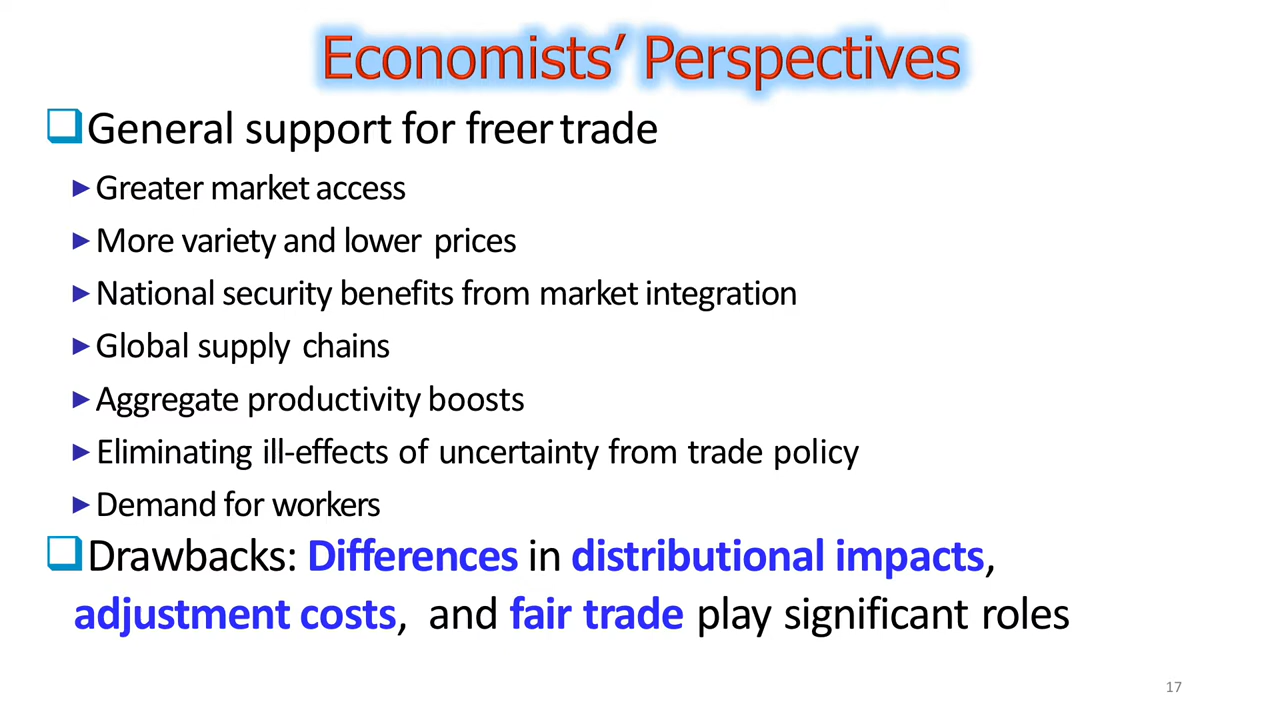 Economists’ Perspectives
General support for freer trade
Greater market access
More variety and lower prices
National security benefits from market integration
Global supply chains
Aggregate productivity boosts
Eliminating ill-effects of uncertainty from trade policy
Demand for workers
Drawbacks: Differences in distributional impacts,
adjustment costs, and fair trade play significant roles
17